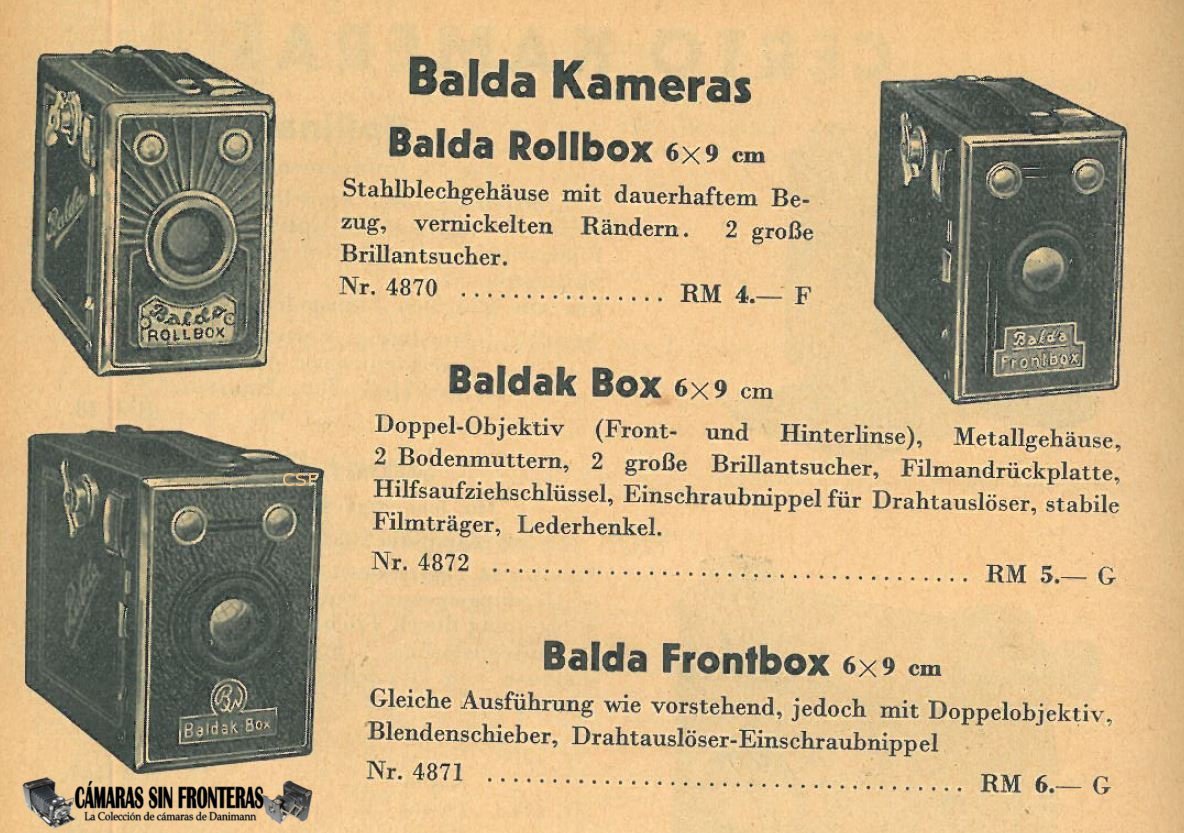 Balda Kameras
Balda Rollbox 6×9 cm
Stahlblechgehäuse mit dauerhaftem Be-
zug, vernickelten Rändern. 2 große
Brillantsucher.
Nr. 4870 ................ RM 4.— F
Balda
Balda
ROLLBOX
Balda
Frontbox
Baldak Box 6×9 cm
Doppel-Objektiv (Front- und Hinterlinse), Metallgehäuse,
2 Bodenmuttern, 2 große Brillantsucher, Filmandrückplatte,
Hilfsaufziehschlüssel, Einschraubnippel für Drahtauslöser, stabile
Filmträger, Lederhenkel.
Nr. 4872 ..................................... RM 5.— G
CSF
Balda
Baldak Box
Balda Frontbox 6×9 cm
Gleiche Ausführung wie vorstehend, jedoch mit Doppelobjektiv,
Blendenschieber, Drahtauslöser-Einschraubnippel
Nr. 4871 ..................................... RM 6.— G
CÁMARAS SIN FRONTERAS
La Colección de cámaras de Danimann